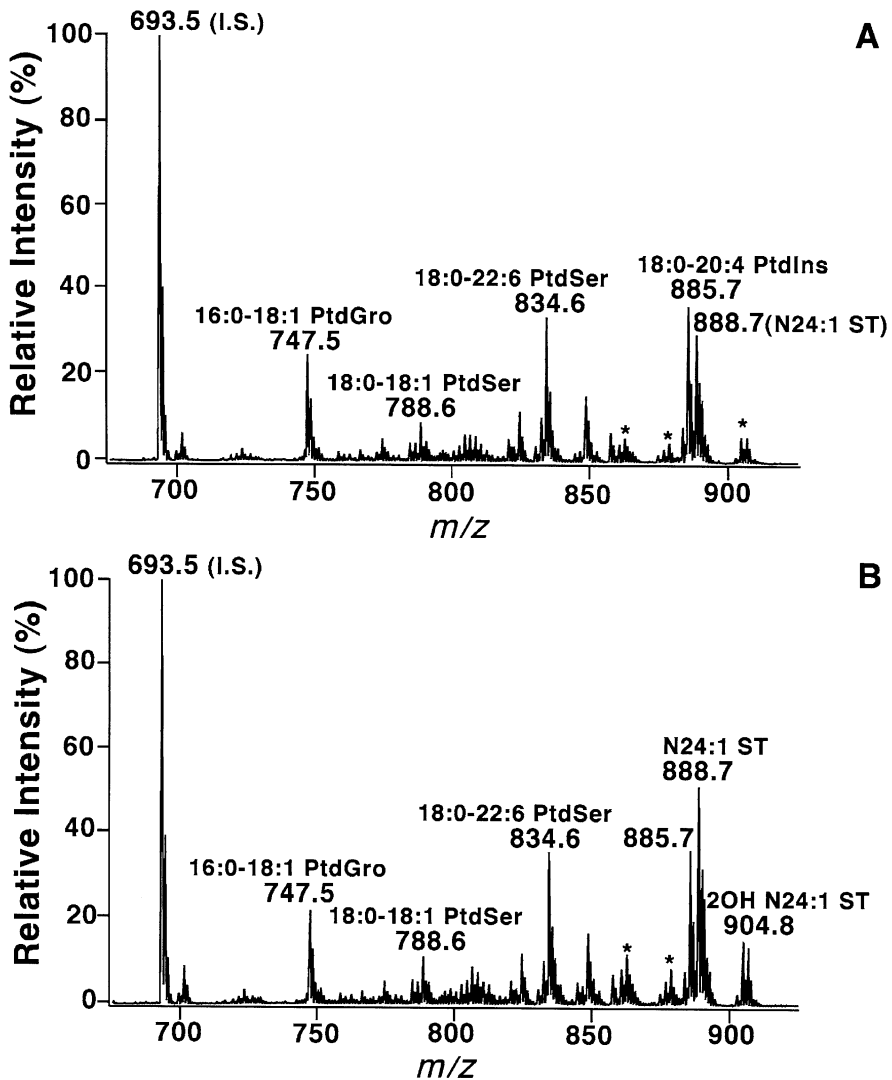 693.5 (I.S.)
A
100
80
60
40
20
0
Relative Intensity (%)
18:0-22:6 PtdSer
834.6
18:0-20:4 PtdIns
885.7
888.7(N24:1 ST)
16:0-18:1 PtdGro
747.5
18:0-18:1 PtdSer
788.6
* * *
700 750 800 850 900
m/z
693.5 (I.S.)
B
100
80
60
40
20
0
Relative Intensity (%)
N24:1 ST
888.7
18:0-22:6 PtdSer
834.6
885.7
16:0-18:1 PtdGro
747.5
18:0-18:1 PtdSer
788.6
2OH N24:1 ST
904.8
* *
700 750 800 850 900
m/z